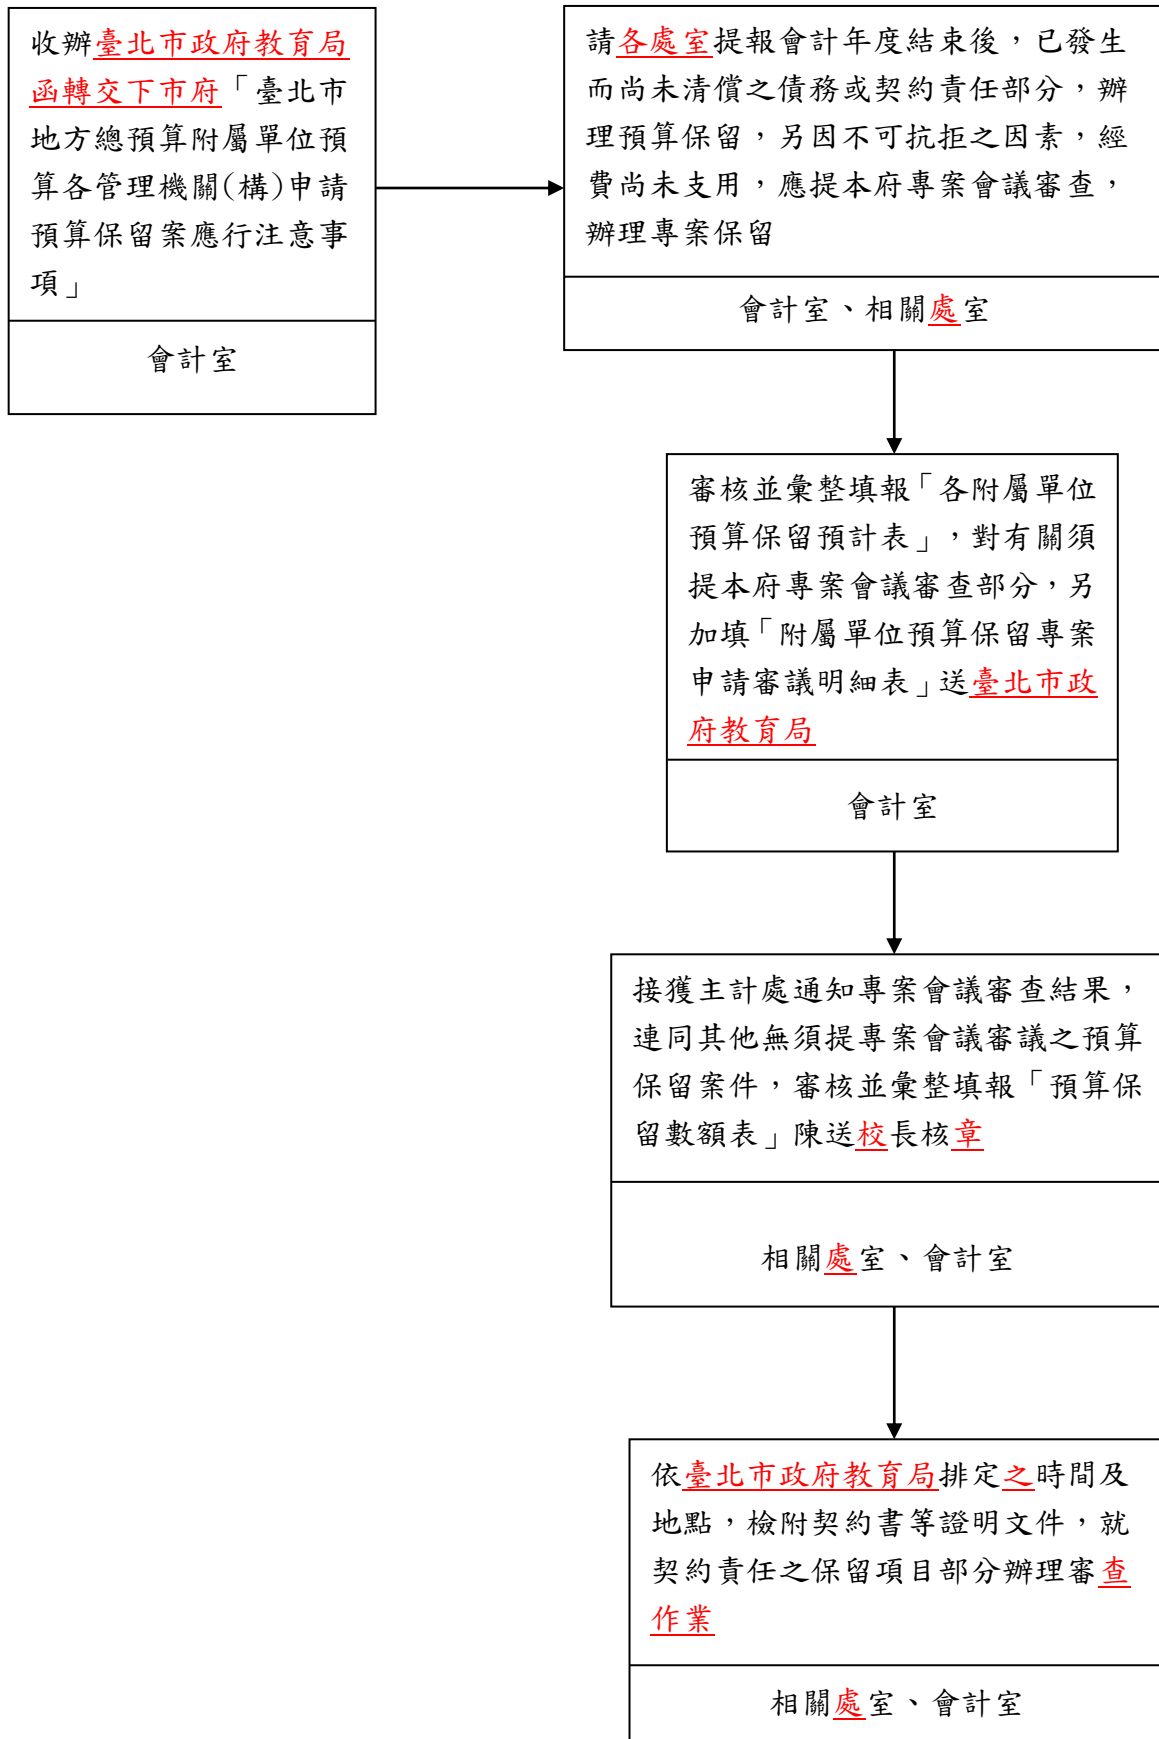 收辦臺北市政府教育局
函轉交下市府「臺北市
地方總預算附屬單位預
算各管理機關(構)申請
預算保留案應行注意事
項」
會計室
請各處室提報會計年度結束後，已發生
而尚未清償之債務或契約責任部分，辦
理預算保留，另因不可抗拒之因素，經
費尚未支用，應提本府專案會議審查，
辦理專案保留
會計室、相關處室
審核並彙整填報「各附屬單位
預算保留預計表」，對有關須
提本府專案會議審查部分，另
加填「附屬單位預算保留專案
申請審議明細表」送臺北市政
府教育局
會計室
接獲主計處通知專案會議審查結果，
連同其他無須提專案會議審議之預算
保留案件，審核並彙整填報「預算保
留數額表」陳送校長核章
相關處室、會計室
依臺北市政府教育局排定之時間及
地點，檢附契約書等證明文件，就
契約責任之保留項目部分辦理審查
作業
相關處室、會計室